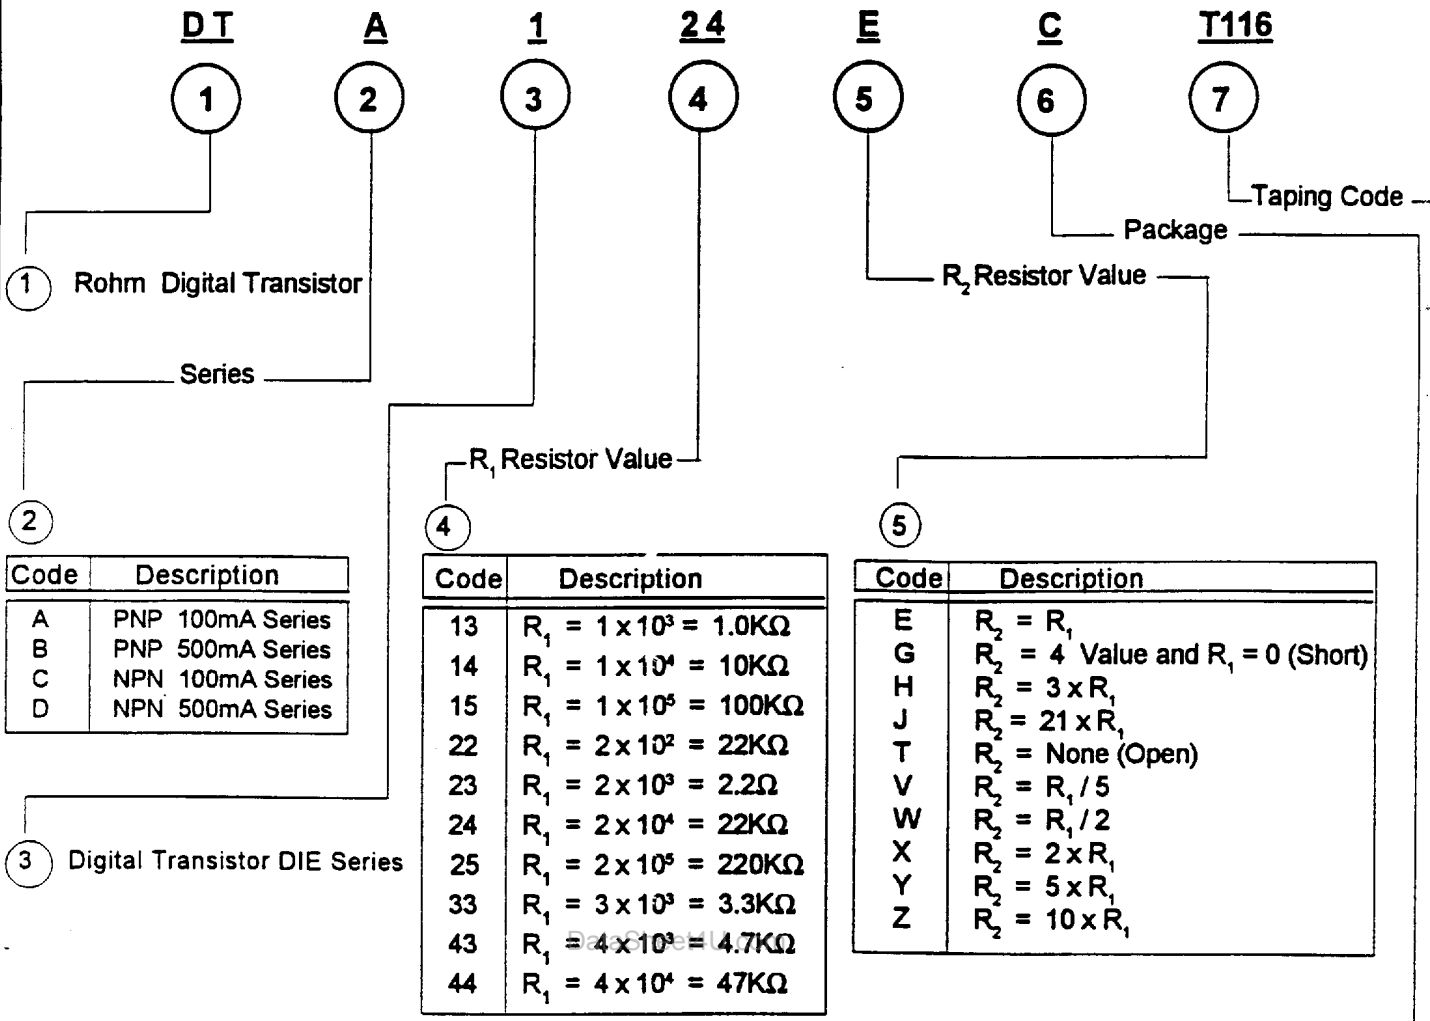 DT A 1 24 E C T116
1 2 3 4 5 6 7
Taping Code
Package
1 Rohm Digital Transistor
R₂ Resistor Value
Series
R₁ Resistor Value
2
4
5
Code Description
A PNP 100mA Series
B PNP 500mA Series
C NPN 100mA Series
D NPN 500mA Series
3 Digital Transistor DIE Series
Code Description
13 R₁ = 1 x 10³ = 1.0KΩ
14 R₁ = 1 x 10⁴ = 10KΩ
15 R₁ = 1 x 10⁵ = 100KΩ
22 R₁ = 2 x 10² = 22KΩ
23 R₁ = 2 x 10³ = 2.2Ω
24 R₁ = 2 x 10⁴ = 22KΩ
25 R₁ = 2 x 10⁵ = 220KΩ
33 R₁ = 3 x 10³ = 3.3KΩ
43 R₁ = 4 x 10³ = 4.7KΩ
DataSheet4U.com
44 R₁ = 4 x 10⁴ = 47KΩ
Code Description
E R₂ = R₁
G R₂ = 4 Value and R₁ = 0 (Short)
H R₂ = 3 x R₁
J R₂ = 21 x R₁
T R₂ = None (Open)
V R₂ = R₁ / 5
W R₂ = R₁ / 2
X R₂ = 2 x R₁
Y R₂ = 5 x R₁
Z R₂ = 10 x R₁